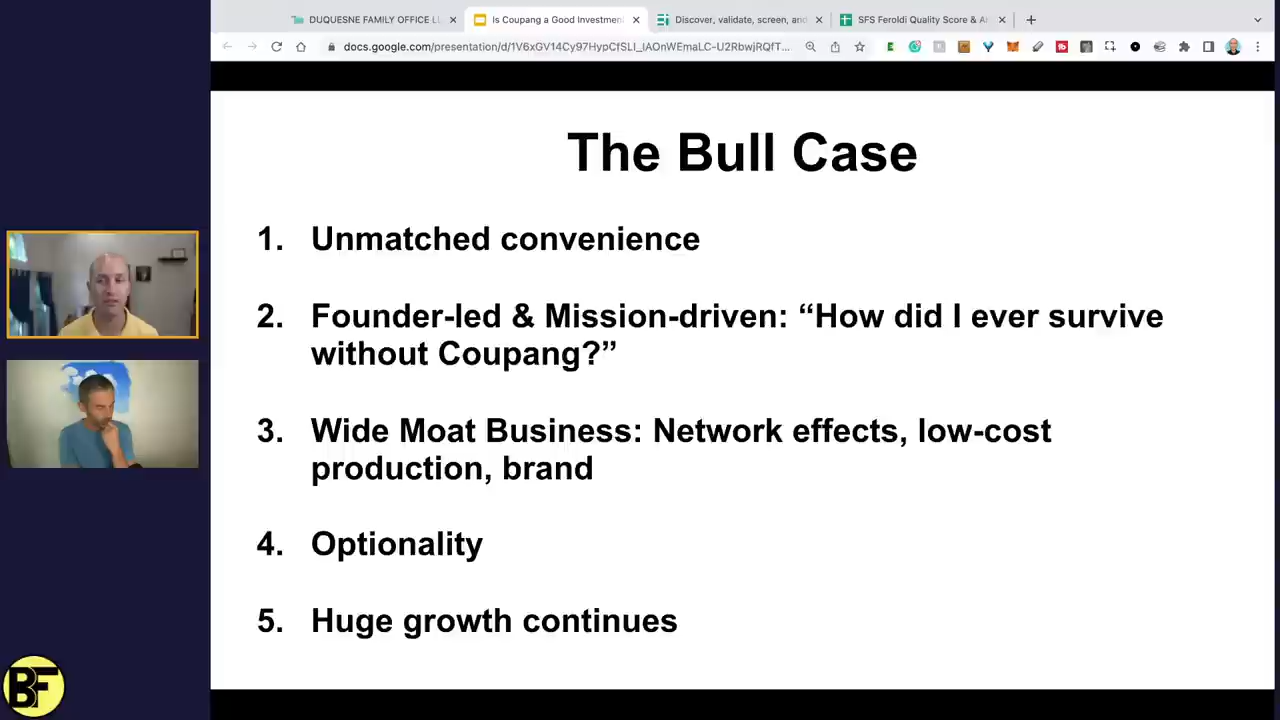 DUQUESNE FAMILY OFFICE LL
Is Coupang a Good Investment
Discover, validate, screen, and
SFS Feroldi Quality Score & A
docs.google.com/presentation/d/1V6xGV14Cy97HypCfSLI_IAOnWEmaLC-U2RbwjRQfT...
The Bull Case
1. Unmatched convenience
2. Founder-led & Mission-driven: “How did I ever survive
without Coupang?”
3. Wide Moat Business: Network effects, low-cost
production, brand
4. Optionality
5. Huge growth continues
BF